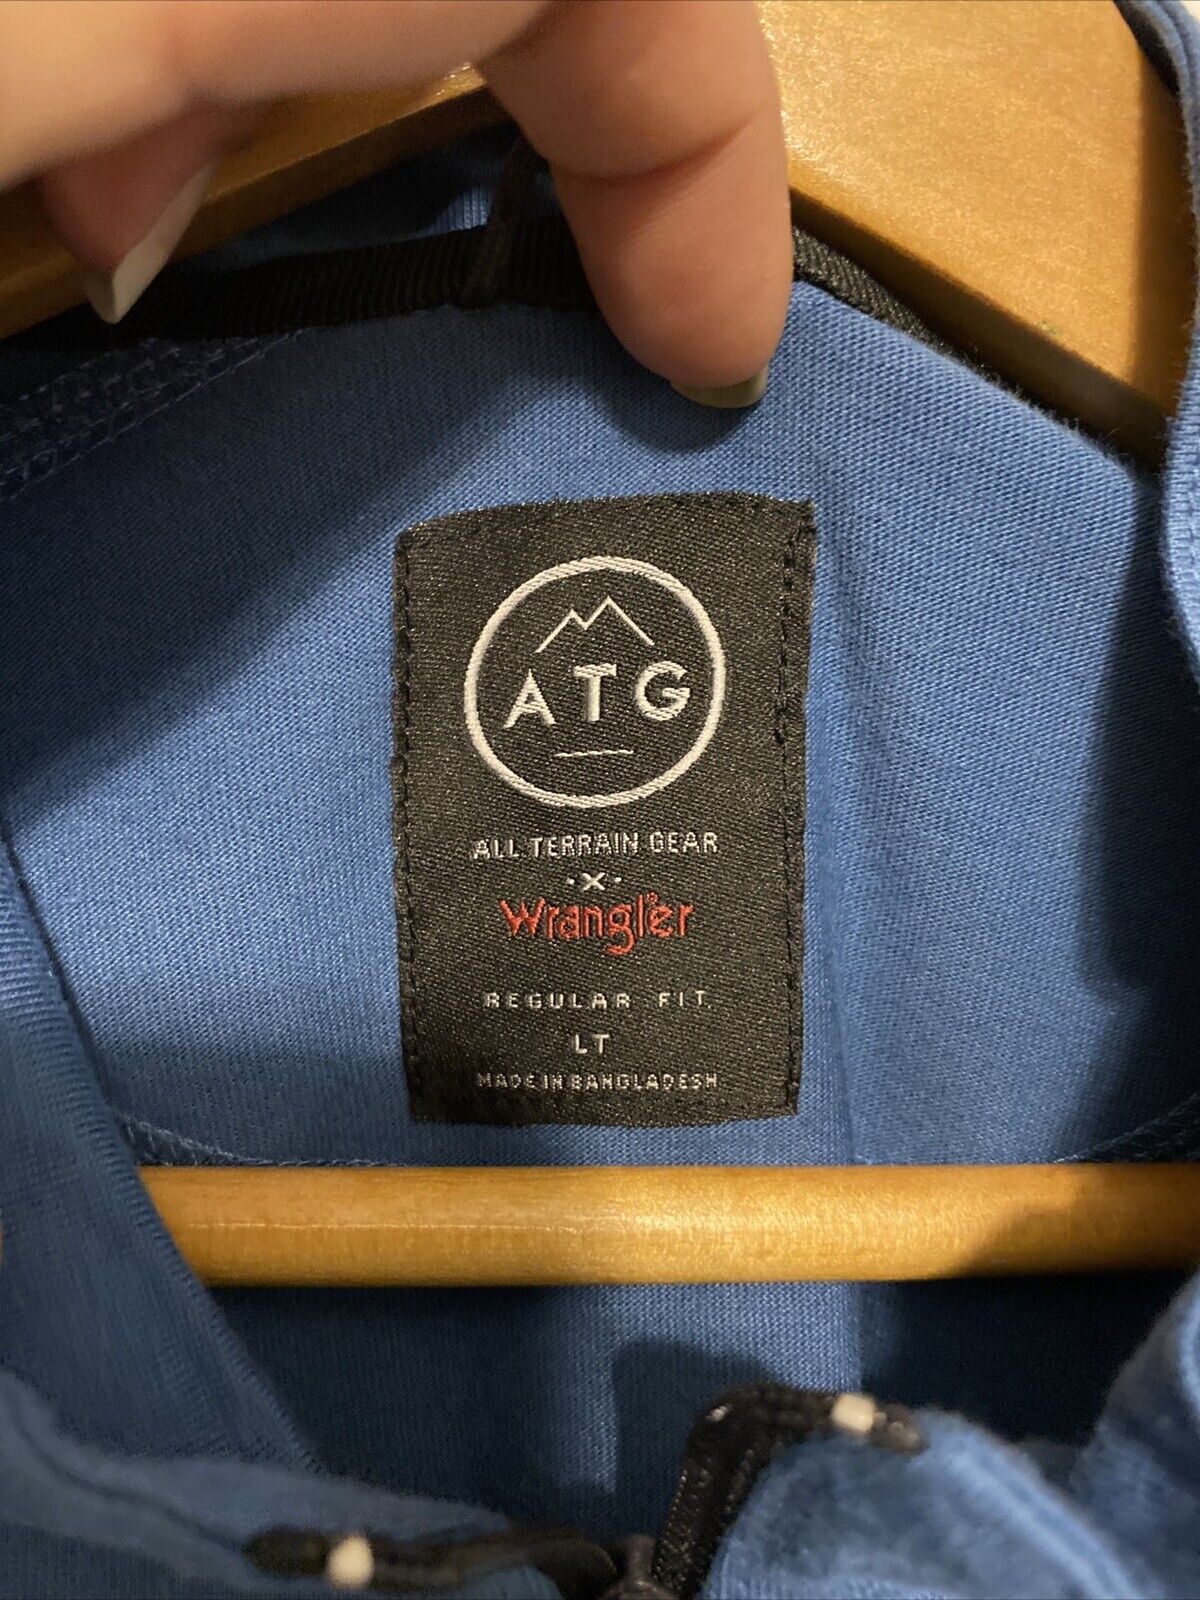 ATG
ALL TERRAIN GEAR
·X·
Wrangler
REGULAR FIT
LT
MADE IN BANGLADESH